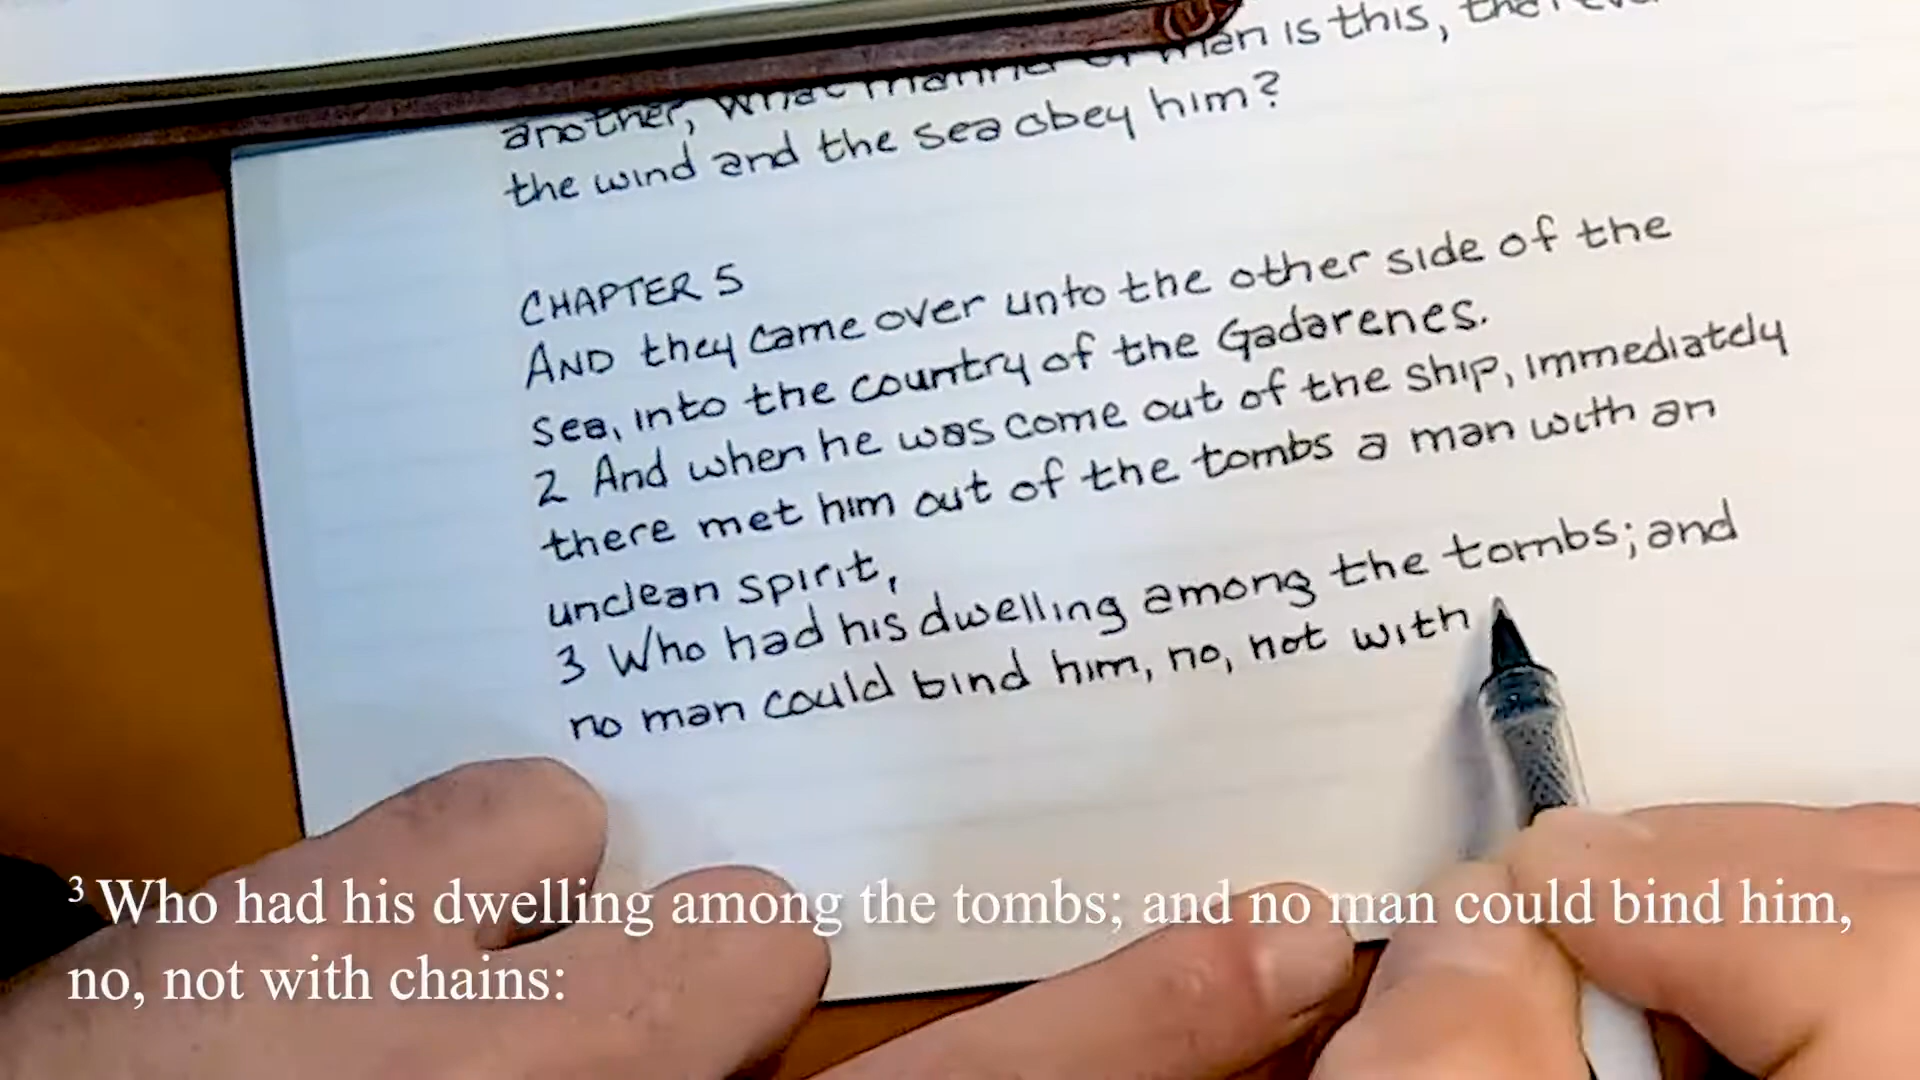 man is this, that even
another, what manner of
the wind and the sea obey him?
CHAPTER 5
AND they came over unto the other side of the
sea, into the country of the Gadarenes.
2 And when he was come out of the ship, immediately
there met him out of the tombs a man with an
unclean spirit,
3 Who had his dwelling among the tombs; and
no man could bind him, no, not with
3 Who had his dwelling among the tombs; and no man could bind him,
no, not with chains: